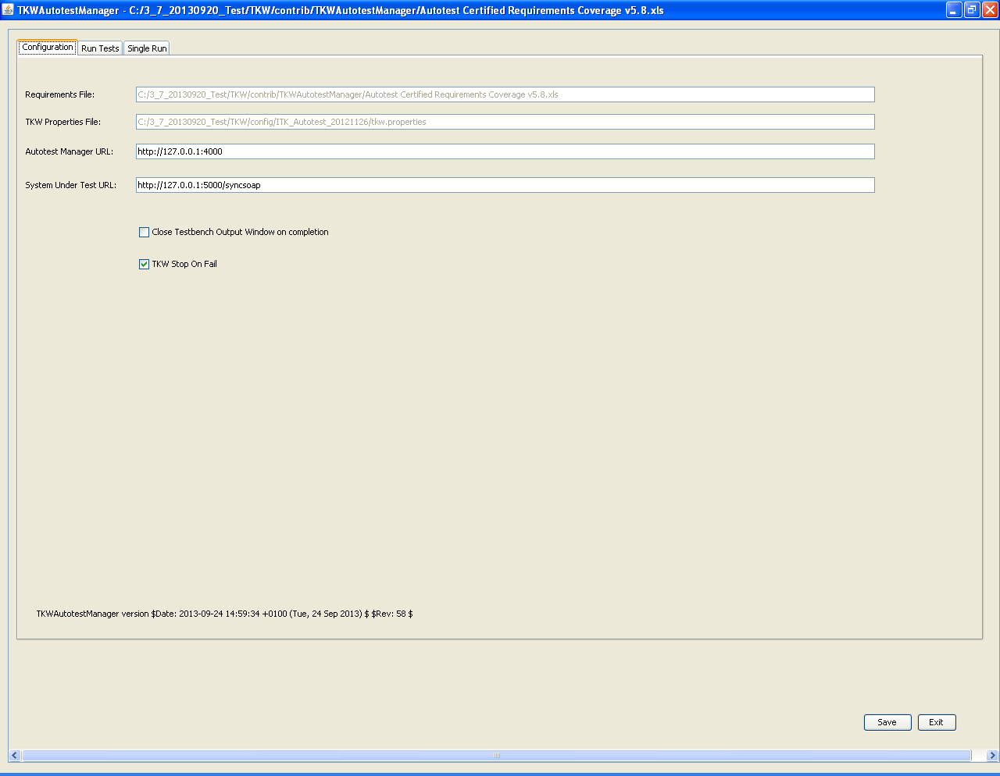 TKWAutotestManager - C:/3_7_20130920_Test/TKW/contrib/TKWAutotestManager/Autotest Certified Requirements Coverage v5.8.xls
Configuration Run Tests Single Run
Requirements File: C:/3_7_20130920_Test/TKW/contrib/TKWAutotestManager/Autotest Certified Requirements Coverage v5.8.xls
TKW Properties File: C:/3_7_20130920_Test/TKW/config/ITK_Autotest_20121126/tkw.properties
Autotest Manager URL: http://127.0.0.1:4000
System Under Test URL: http://127.0.0.1:5000/syncsoap
Close Testbench Output Window on completion
TKW Stop On Fail
TKWAutotestManager version $Date: 2013-09-24 14:59:34 +0100 (Tue, 24 Sep 2013) $ $Rev: 58 $
Save Exit